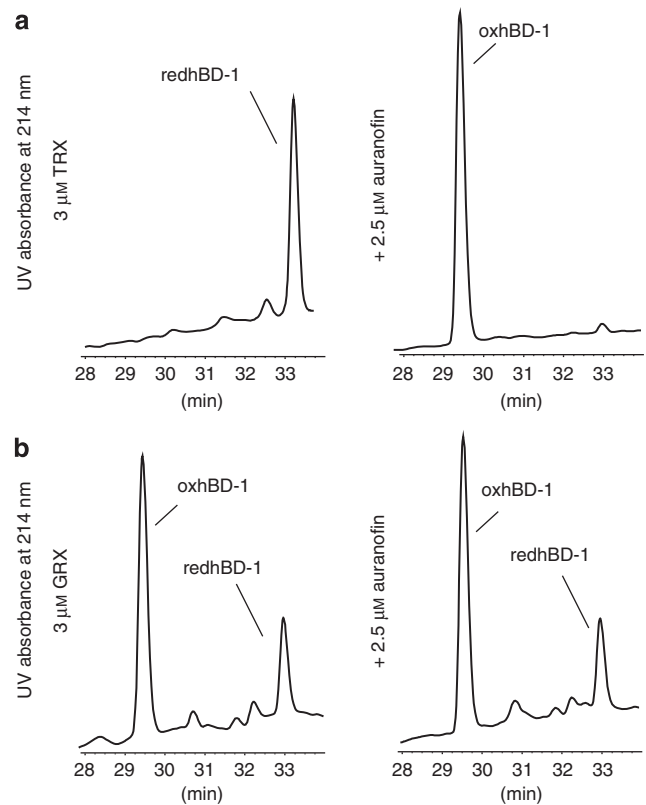 a
UV absorbance at 214 nm
3 μM TRX
redhBD-1
28 29 30 31 32 33
(min)
+ 2.5 μM auranofin
oxhBD-1
28 29 30 31 32 33
(min)
b
UV absorbance at 214 nm
3 μM GRX
oxhBD-1
redhBD-1
28 29 30 31 32 33
(min)
+ 2.5 μM auranofin
oxhBD-1
redhBD-1
28 29 30 31 32 33
(min)